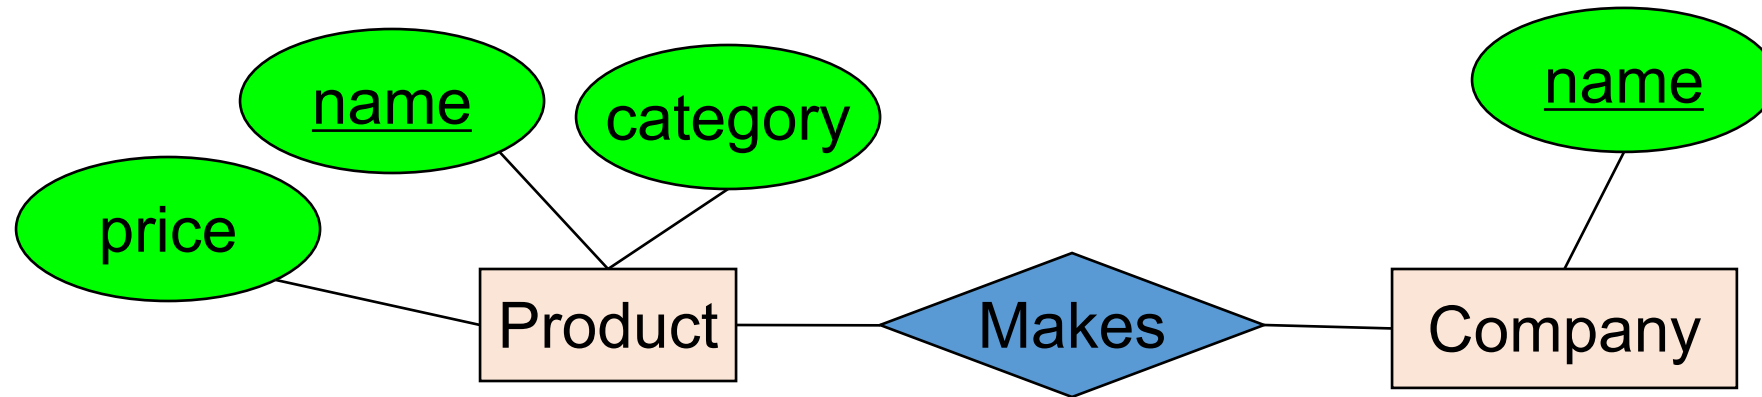 name
category
name
price
Product
Makes
Company